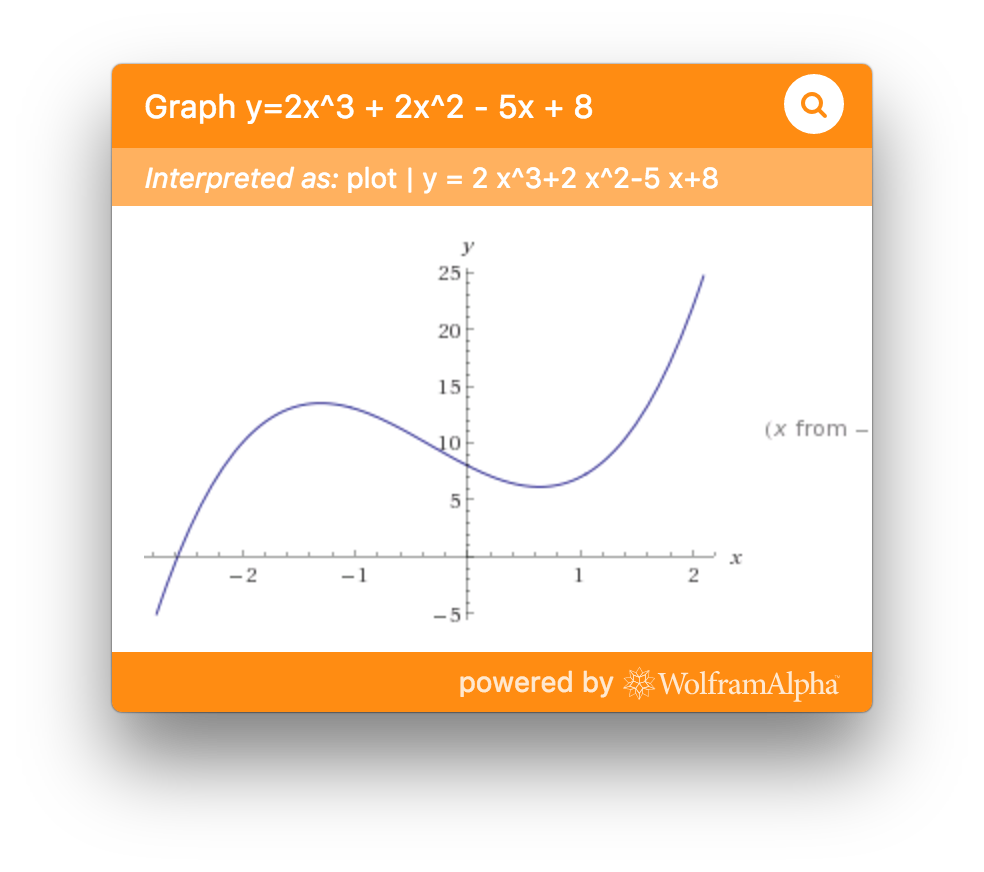 Graph y=2x^3 + 2x^2 - 5x + 8
Interpreted as: plot | y = 2 x^3+2 x^2-5 x+8
y
25
20
15
10
5
(x from −
−2 −1 1 2 x
−5
powered by WolframAlpha